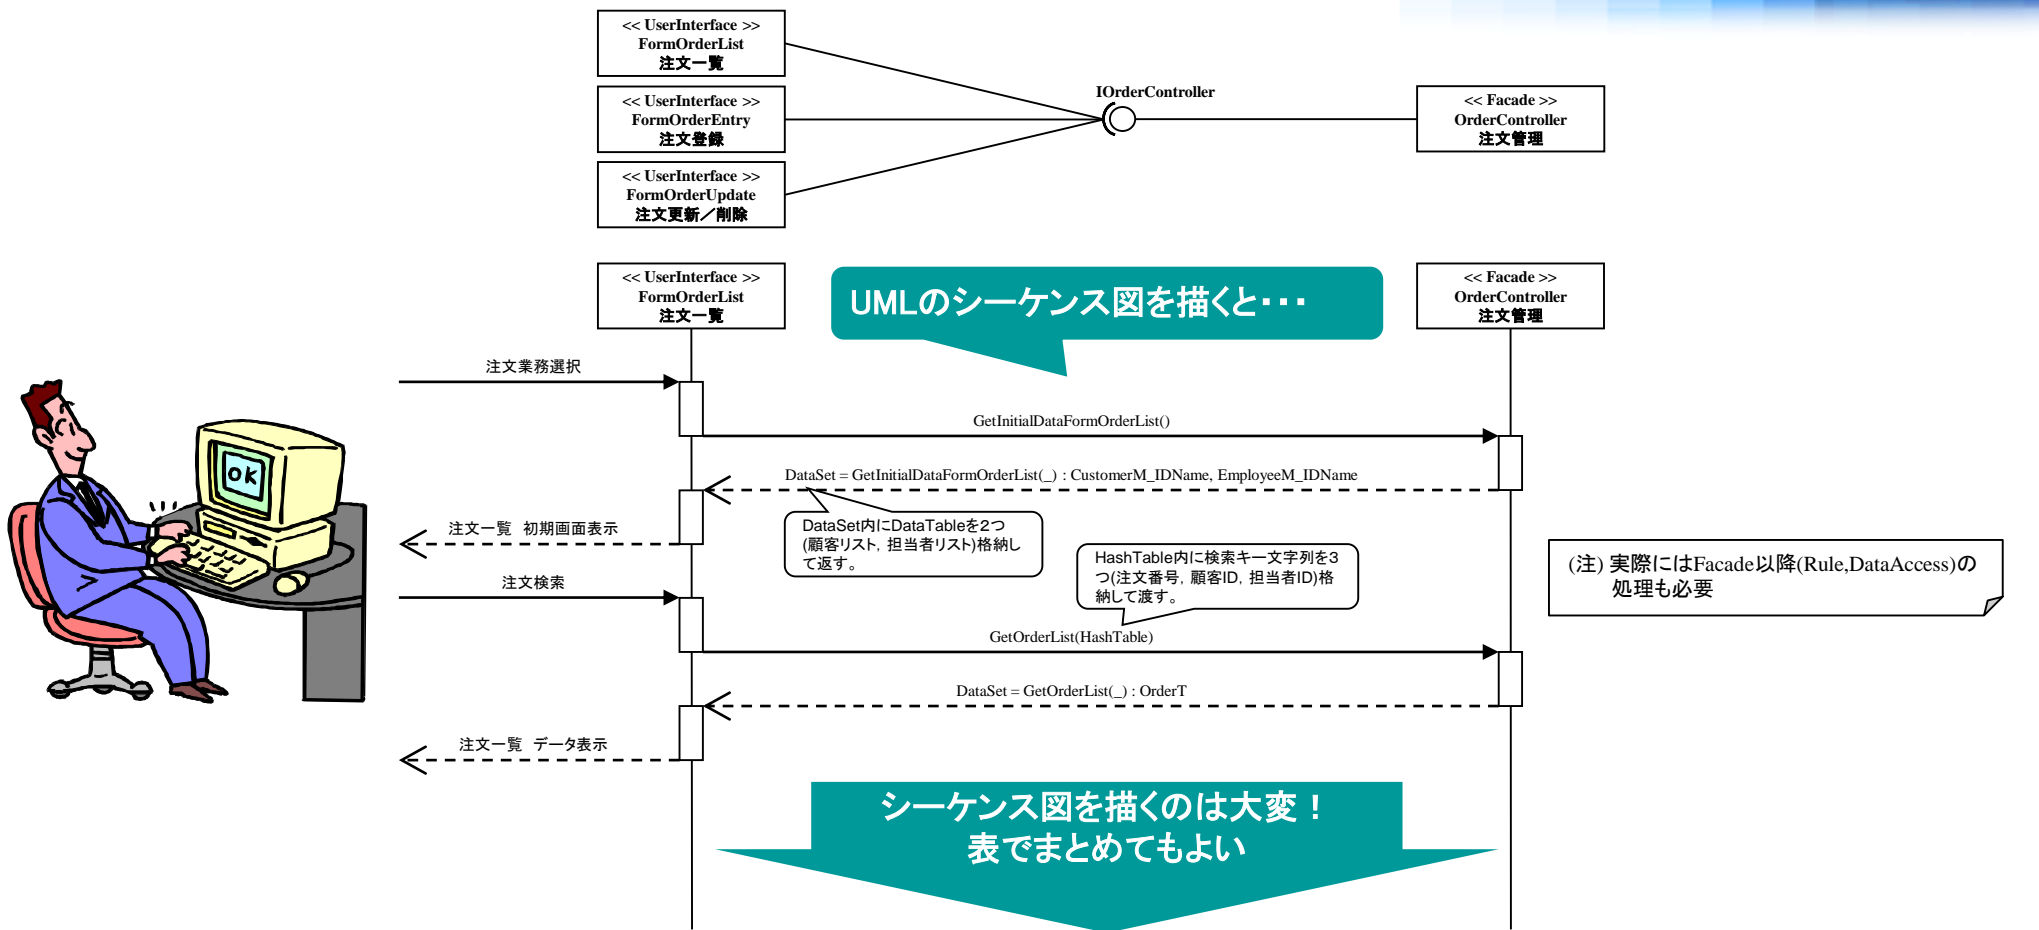 << UserInterface >>
FormOrderList
注文一覧
<< UserInterface >>
FormOrderEntry
注文登録
<< UserInterface >>
FormOrderUpdate
注文更新／削除
IOrderController
<< Facade >>
OrderController
注文管理
<< UserInterface >>
FormOrderList
注文一覧
UMLのシーケンス図を描くと・・・
<< Facade >>
OrderController
注文管理
注文業務選択
GetInitialDataFormOrderList()
DataSet = GetInitialDataFormOrderList(_) : CustomerM_IDName, EmployeeM_IDName
注文一覧　初期画面表示
DataSet内にDataTableを2つ
(顧客リスト，担当者リスト)格納し
て返す。
HashTable内に検索キー文字列を3
つ(注文番号，顧客ID，担当者ID)格
納して渡す。
(注) 実際にはFacade以降(Rule,DataAccess)の
処理も必要
注文検索
GetOrderList(HashTable)
DataSet = GetOrderList(_) : OrderT
注文一覧　データ表示
シーケンス図を描くのは大変！
表でまとめてもよい
OK